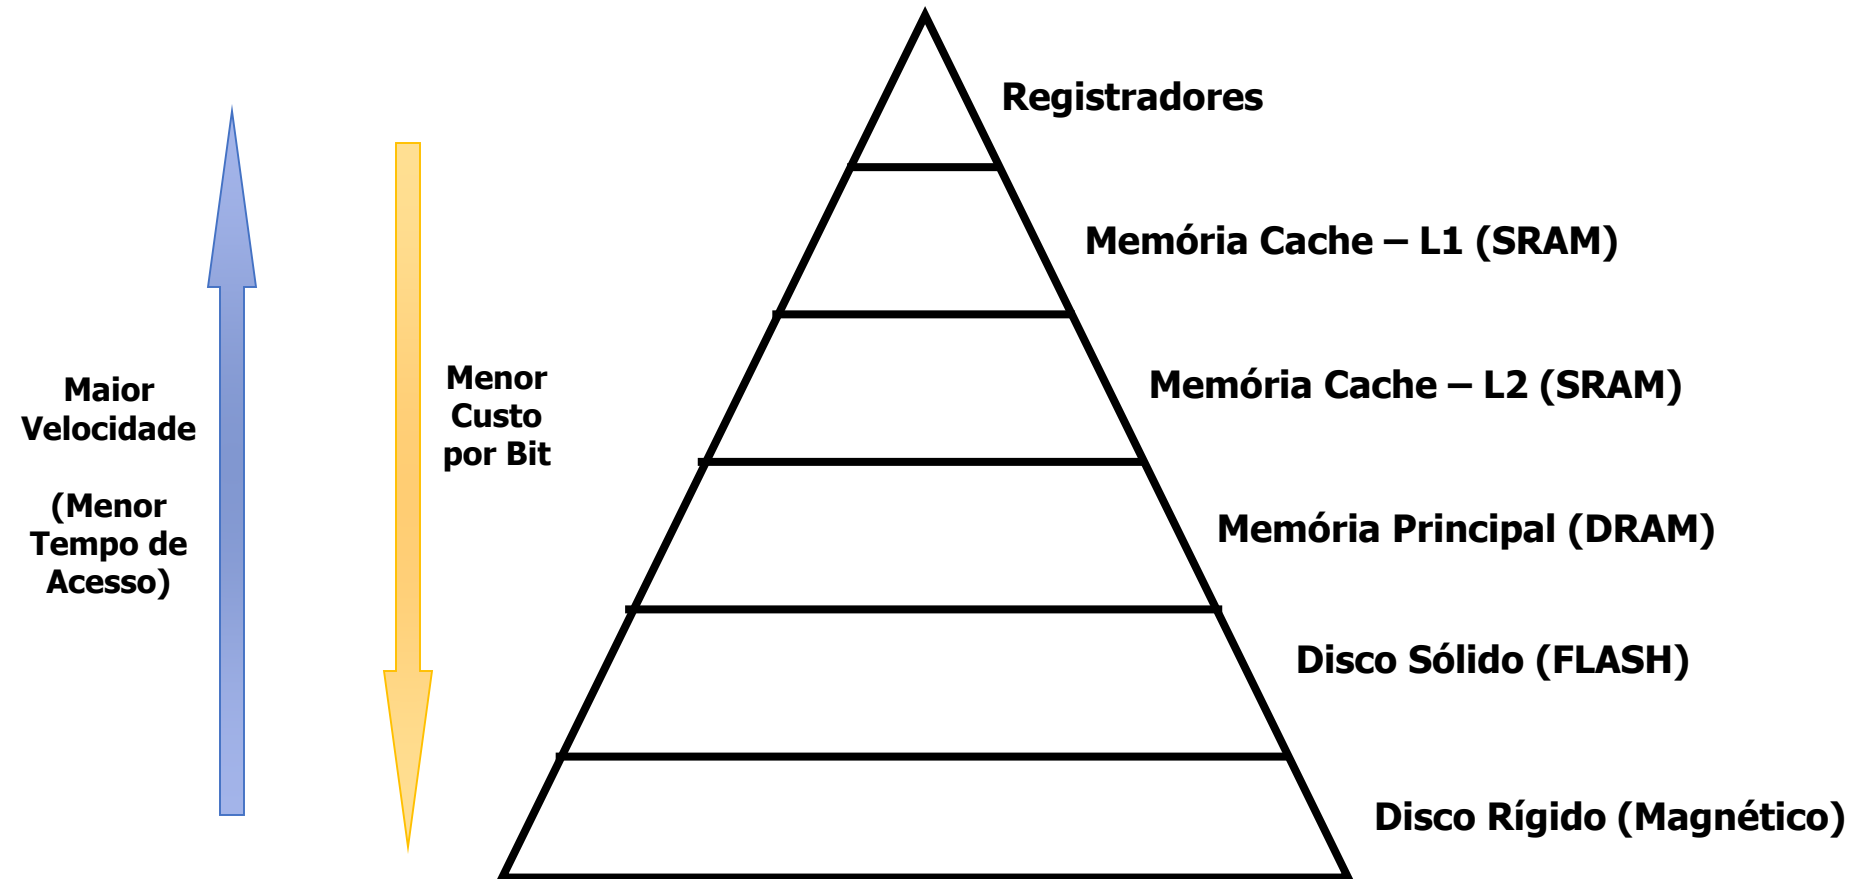 Registradores
Memória Cache – L1 (SRAM)
Memória Cache – L2 (SRAM)
Memória Principal (DRAM)
Disco Sólido (FLASH)
Disco Rígido (Magnético)
Maior
Velocidade
(Menor
Tempo de
Acesso)
Menor
Custo
por Bit